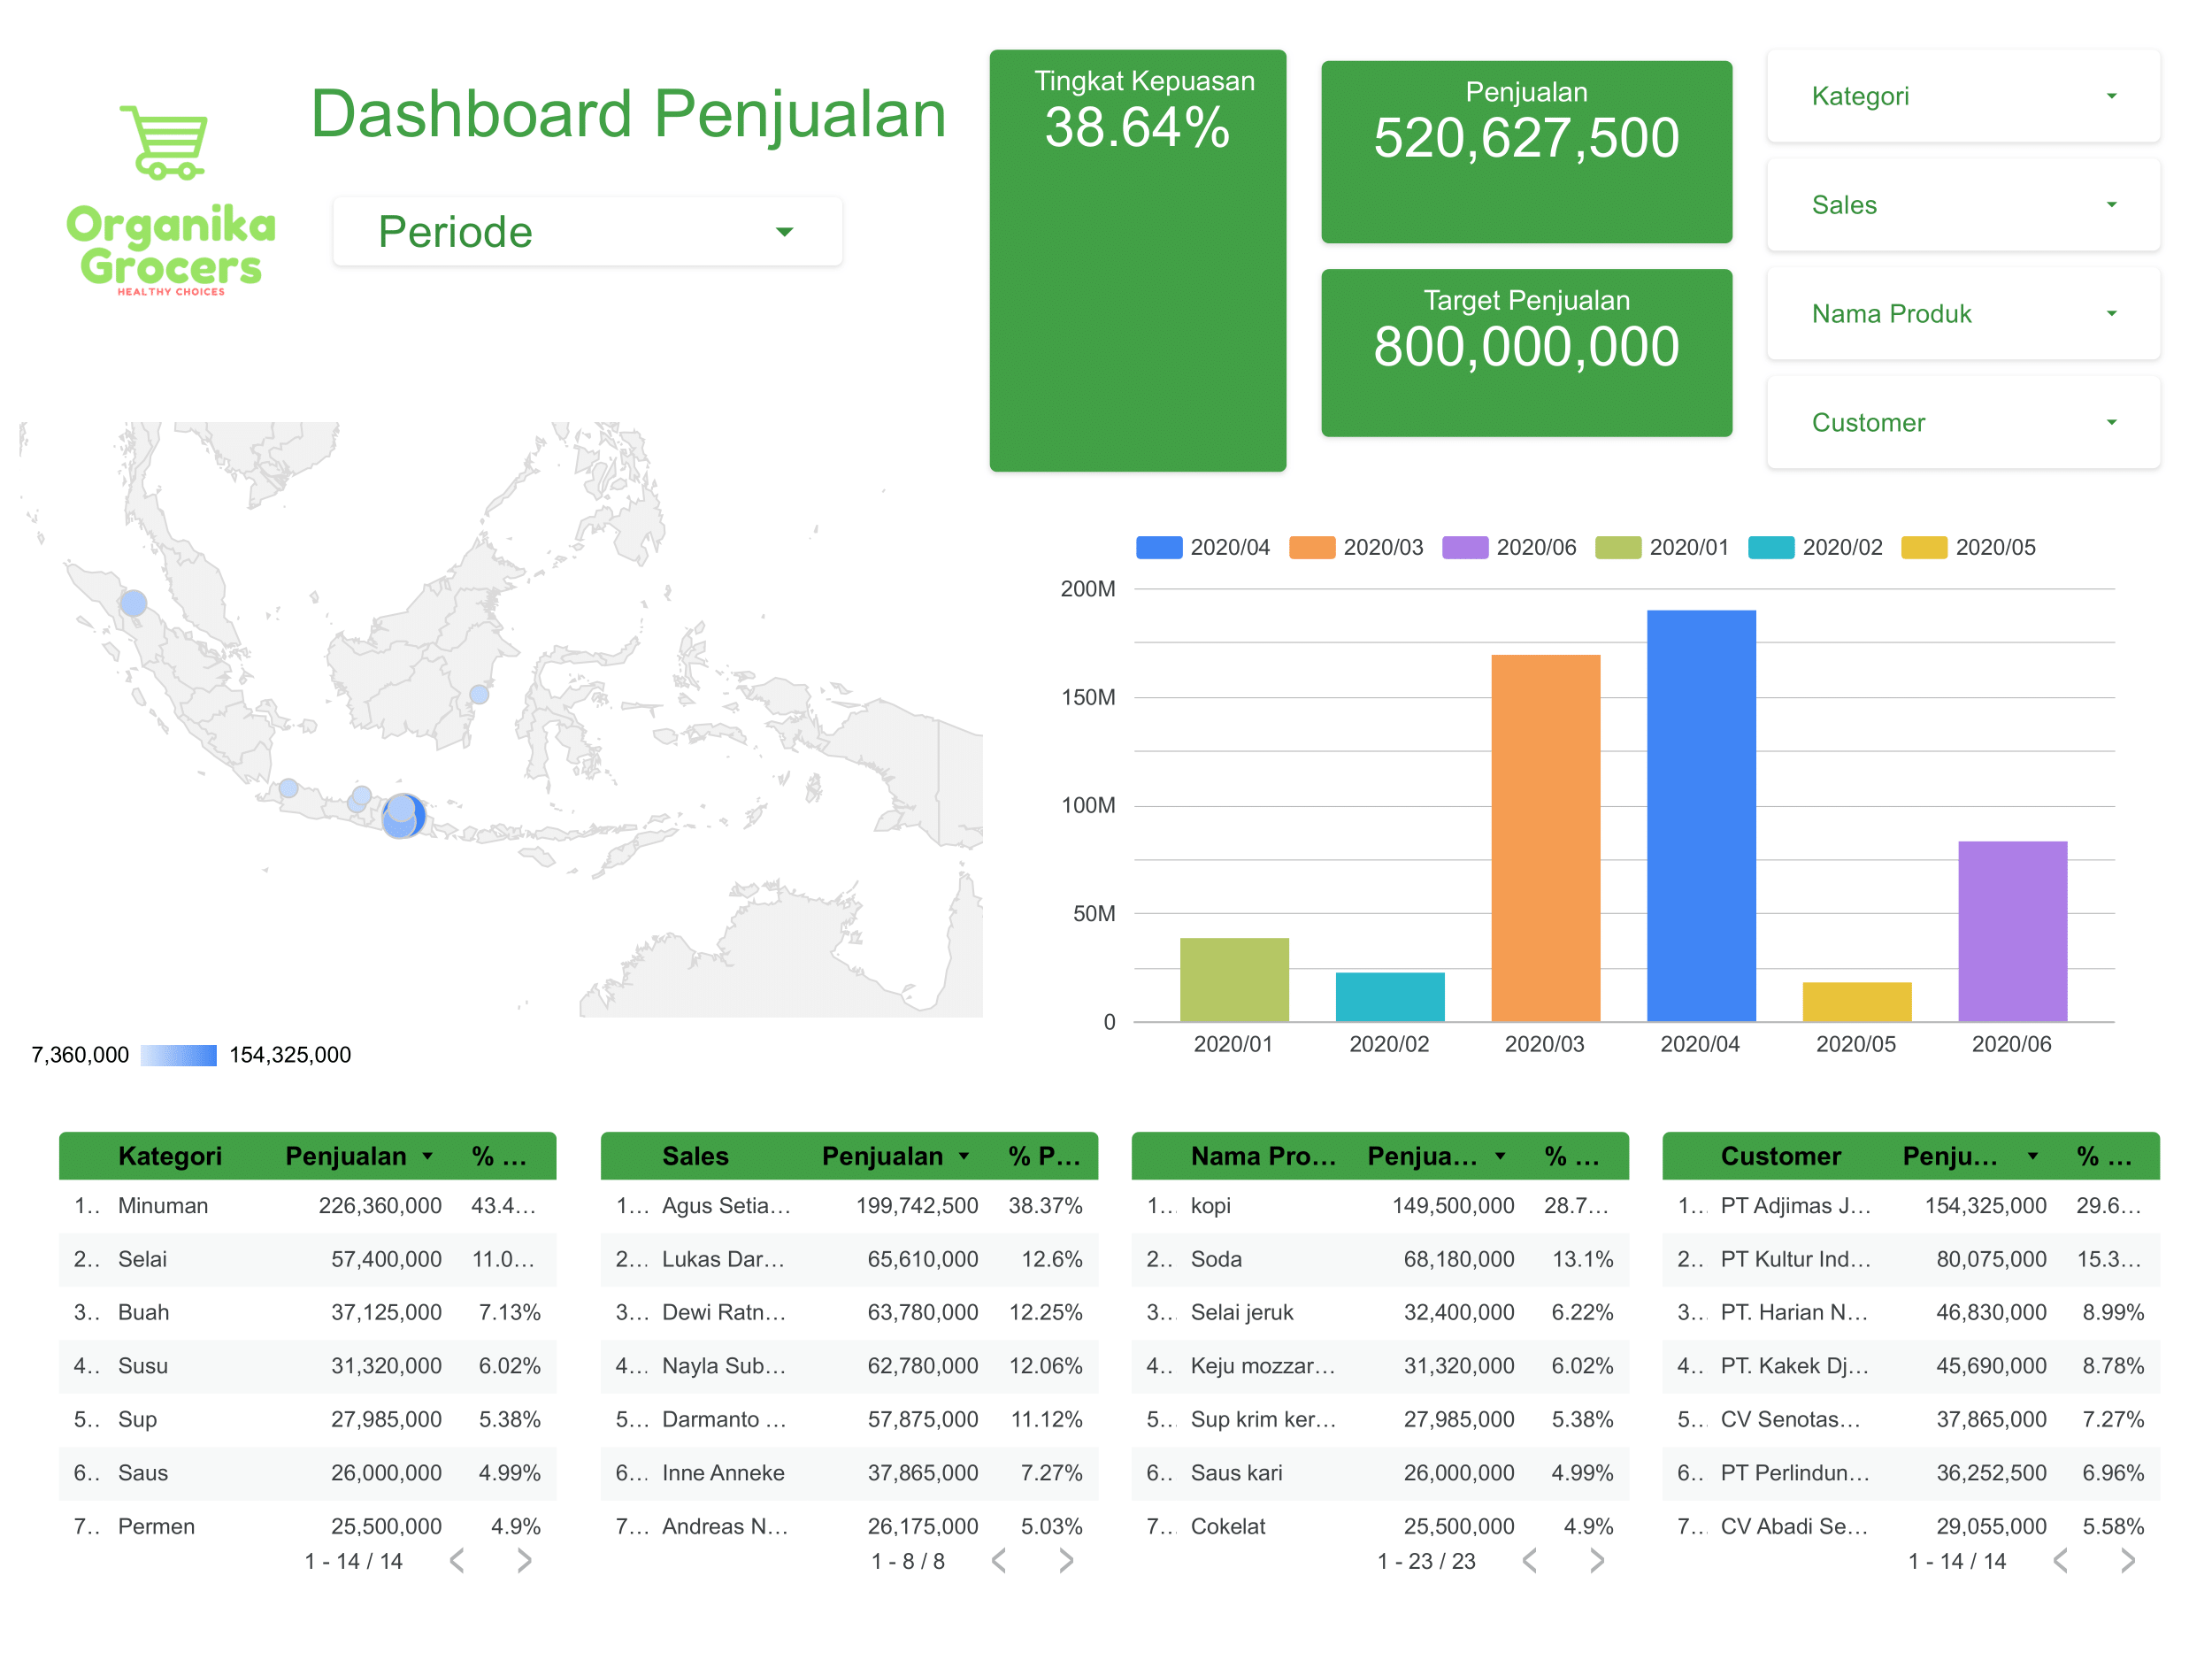 Dashboard Penjualan
Organika
Grocers
HEALTHY CHOICES
Periode
Tingkat Kepuasan
38.64%
Penjualan
520,627,500
Target Penjualan
800,000,000
Kategori
Sales
Nama Produk
Customer
7,360,000 154,325,000
2020/04 2020/03 2020/06 2020/01 2020/02 2020/05
200M
150M
100M
50M
0
2020/01 2020/02 2020/03 2020/04 2020/05 2020/06
Kategori Penjualan % ...
1.. Minuman 226,360,000 43.4...
2.. Selai 57,400,000 11.0...
3.. Buah 37,125,000 7.13%
4.. Susu 31,320,000 6.02%
5.. Sup 27,985,000 5.38%
6.. Saus 26,000,000 4.99%
7.. Permen 25,500,000 4.9%
1 - 14 / 14
Sales Penjualan % P...
1... Agus Setia... 199,742,500 38.37%
2... Lukas Dar... 65,610,000 12.6%
3... Dewi Ratn... 63,780,000 12.25%
4... Nayla Sub... 62,780,000 12.06%
5... Darmanto ... 57,875,000 11.12%
6... Inne Anneke 37,865,000 7.27%
7... Andreas N... 26,175,000 5.03%
1 - 8 / 8
Nama Pro... Penjua... % ...
1... kopi 149,500,000 28.7...
2... Soda 68,180,000 13.1%
3... Selai jeruk 32,400,000 6.22%
4... Keju mozzar... 31,320,000 6.02%
5... Sup krim ker... 27,985,000 5.38%
6... Saus kari 26,000,000 4.99%
7... Cokelat 25,500,000 4.9%
1 - 23 / 23
Customer Penju... % ...
1... PT Adjimas J... 154,325,000 29.6...
2... PT Kultur Ind... 80,075,000 15.3...
3... PT. Harian N... 46,830,000 8.99%
4... PT. Kakek Dj... 45,690,000 8.78%
5... CV Senotas... 37,865,000 7.27%
6... PT Perlindun... 36,252,500 6.96%
7... CV Abadi Se... 29,055,000 5.58%
1 - 14 / 14